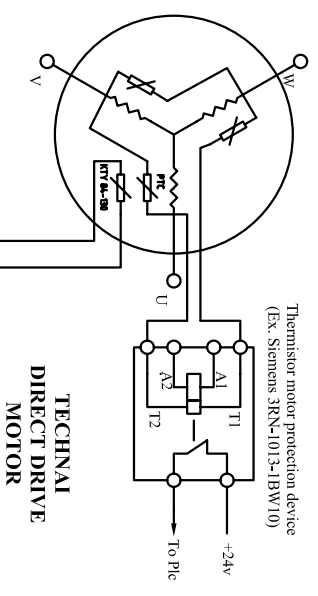 V
W
KTY 84-130
PTC
U
Thermistor motor protection device
(Ex. Siemens 3RN-1013-1BW10)
A2
A1
T2
T1
To Plc
+24v
TECHNAI
DIRECT DRIVE
MOTOR